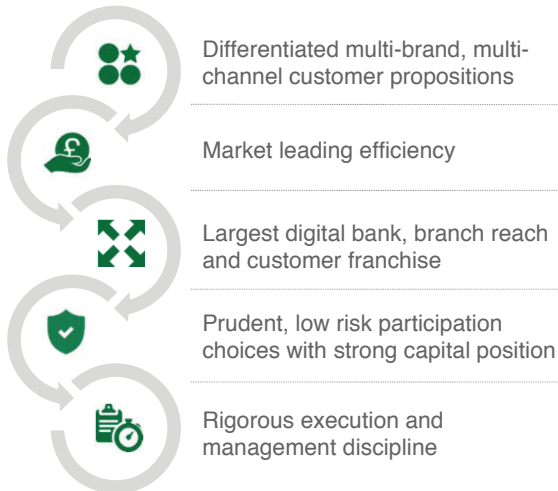 Differentiated multi-brand, multi-
channel customer propositions
Market leading efficiency
Largest digital bank, branch reach
and customer franchise
Prudent, low risk participation
choices with strong capital position
Rigorous execution and
management discipline